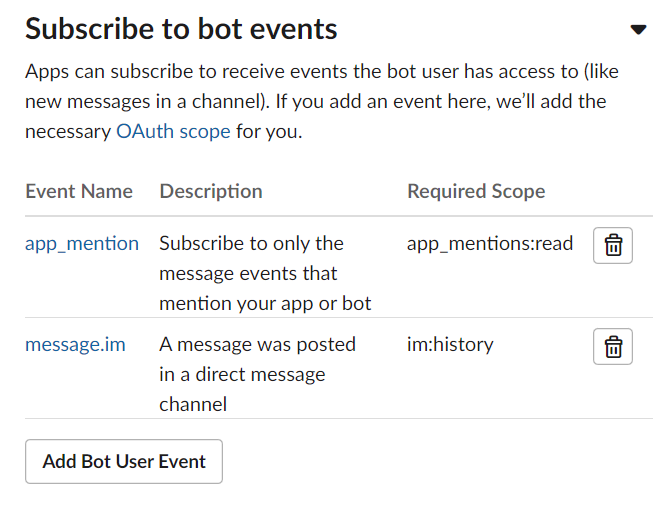 Subscribe to bot events
Apps can subscribe to receive events the bot user has access to (like
new messages in a channel). If you add an event here, we’ll add the
necessary OAuth scope for you.
Event Name Description Required Scope
app_mention Subscribe to only the app_mentions:read
message events that
mention your app or bot
message.im A message was posted im:history
in a direct message
channel
Add Bot User Event